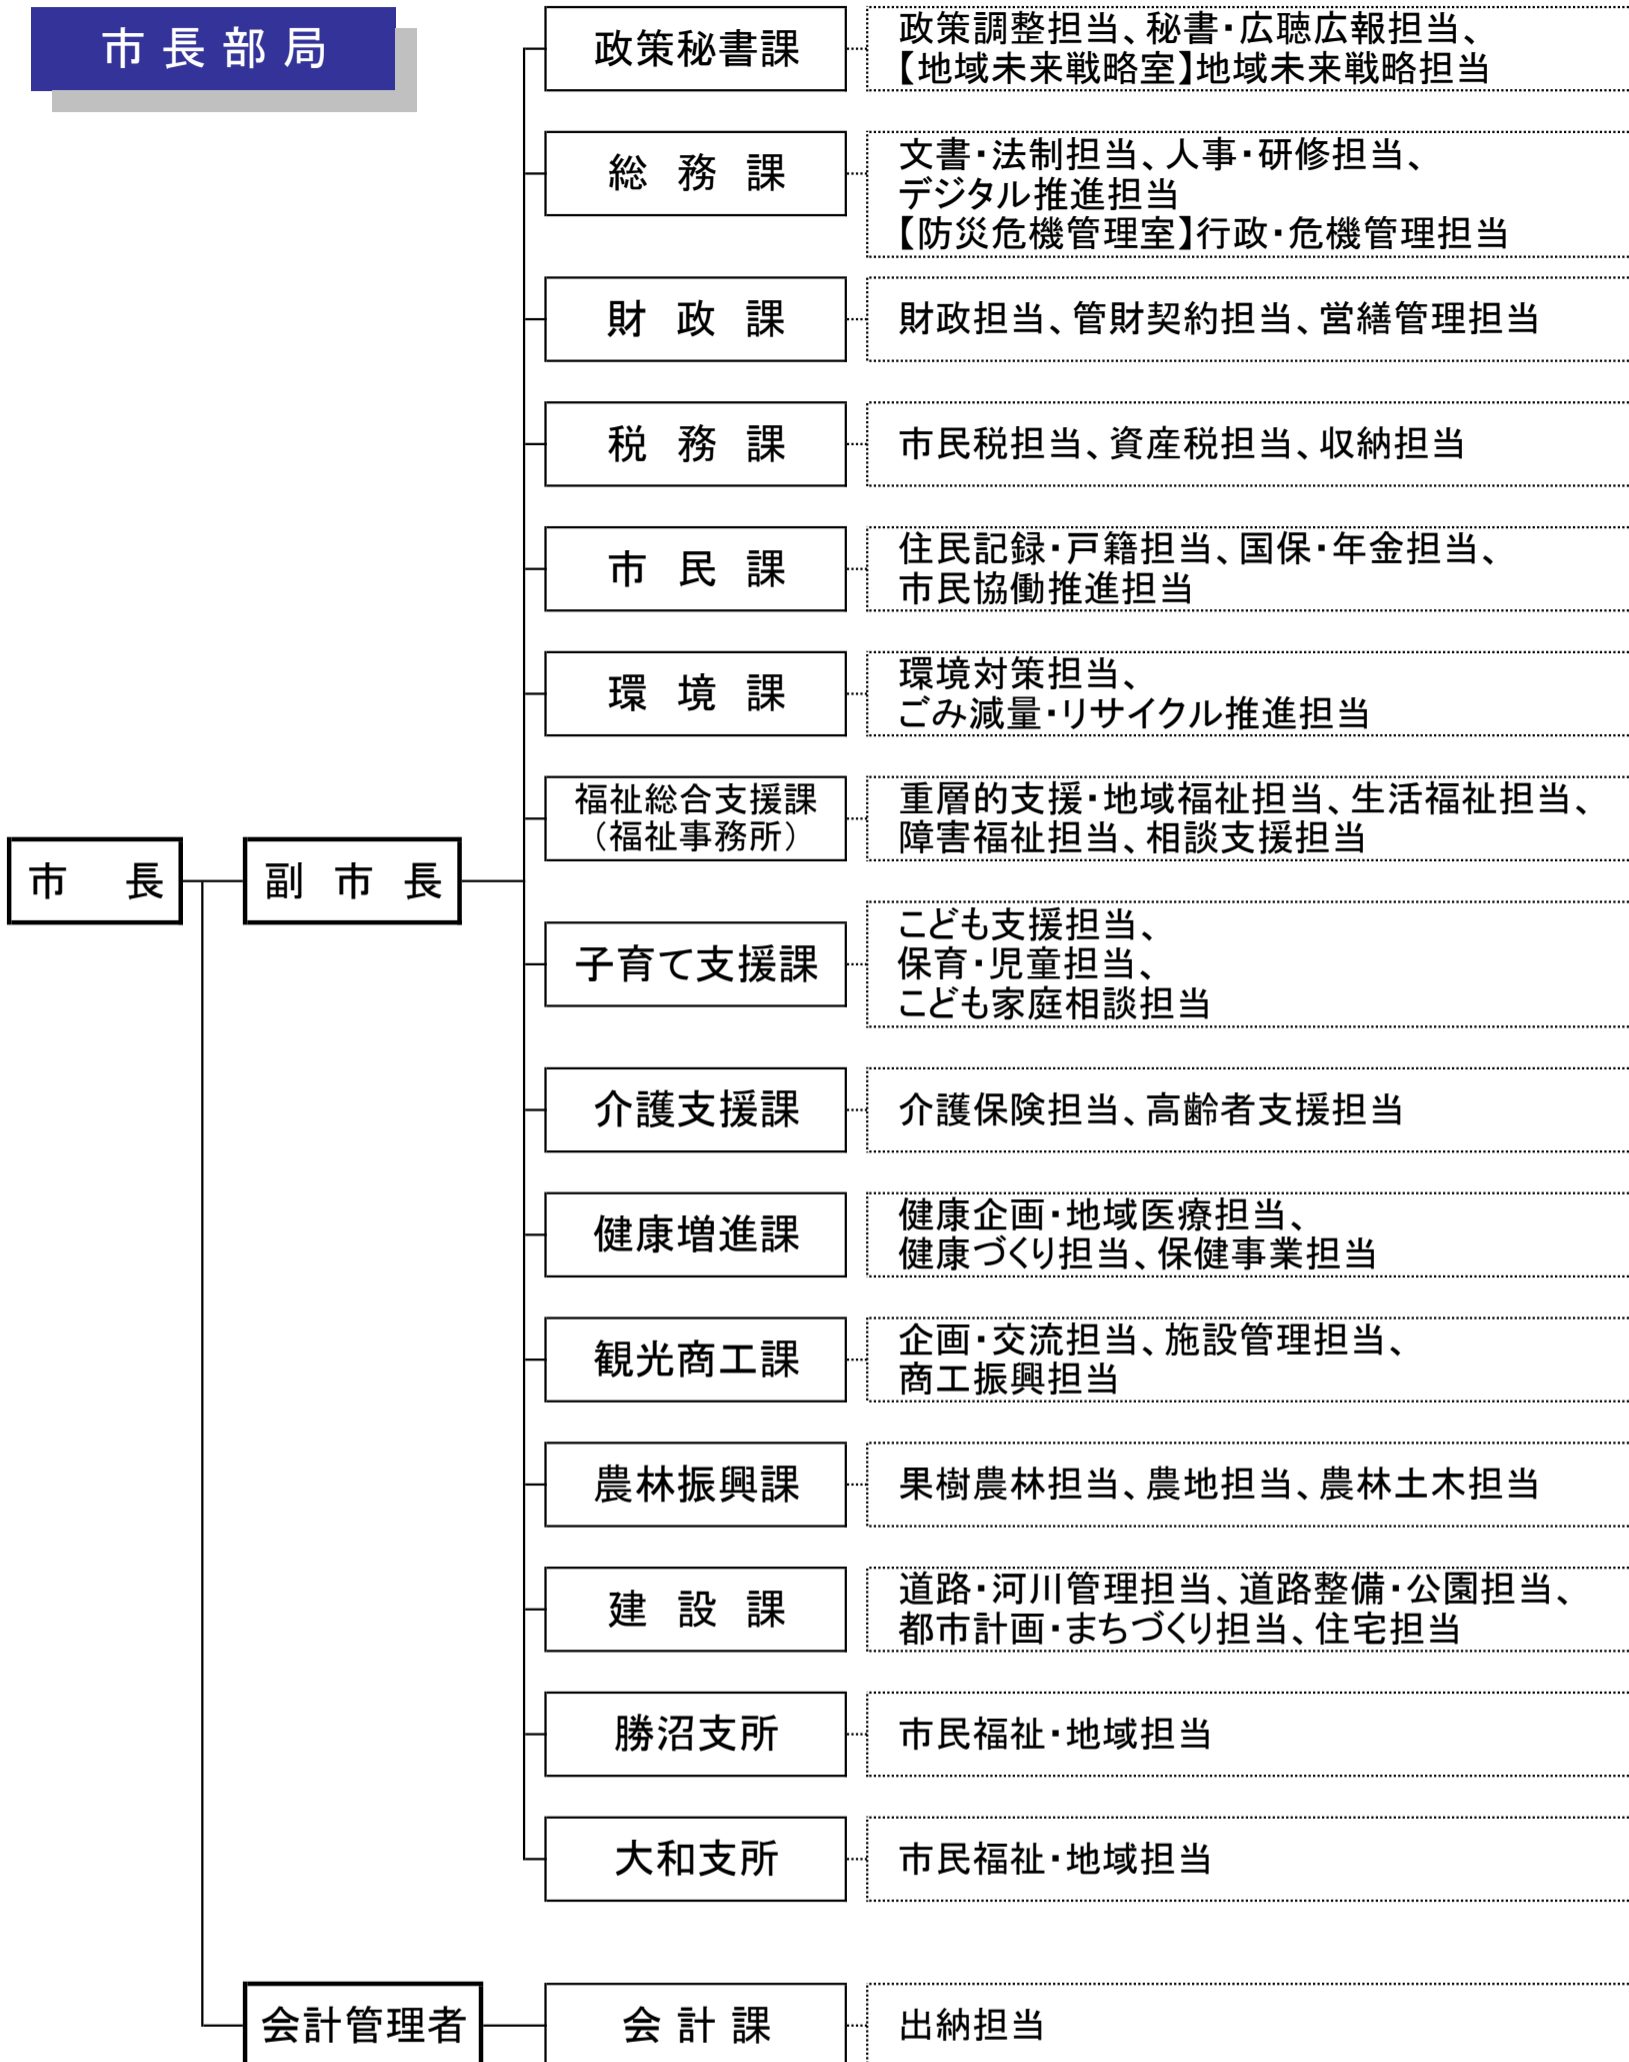 市長部局
政策秘書課
政策調整担当、秘書・広聴広報担当、
【地域未来戦略室】地域未来戦略担当
総務課
文書・法制担当、人事・研修担当、
デジタル推進担当
【防災危機管理室】行政・危機管理担当
財政課
財政担当、管財契約担当、営繕管理担当
税務課
市民税担当、資産税担当、収納担当
市民課
住民記録・戸籍担当、国保・年金担当、
市民協働推進担当
環境課
環境対策担当、
ごみ減量・リサイクル推進担当
福祉総合支援課
（福祉事務所）
重層的支援・地域福祉担当、生活福祉担当、
障害福祉担当、相談支援担当
市長
副市長
子育て支援課
こども支援担当、
保育・児童担当、
こども家庭相談担当
介護支援課
介護保険担当、高齢者支援担当
健康増進課
健康企画・地域医療担当、
健康づくり担当、保健事業担当
観光商工課
企画・交流担当、施設管理担当、
商工振興担当
農林振興課
果樹農林担当、農地担当、農林土木担当
建設課
道路・河川管理担当、道路整備・公園担当、
都市計画・まちづくり担当、住宅担当
勝沼支所
市民福祉・地域担当
大和支所
市民福祉・地域担当
会計管理者
会計課
出納担当